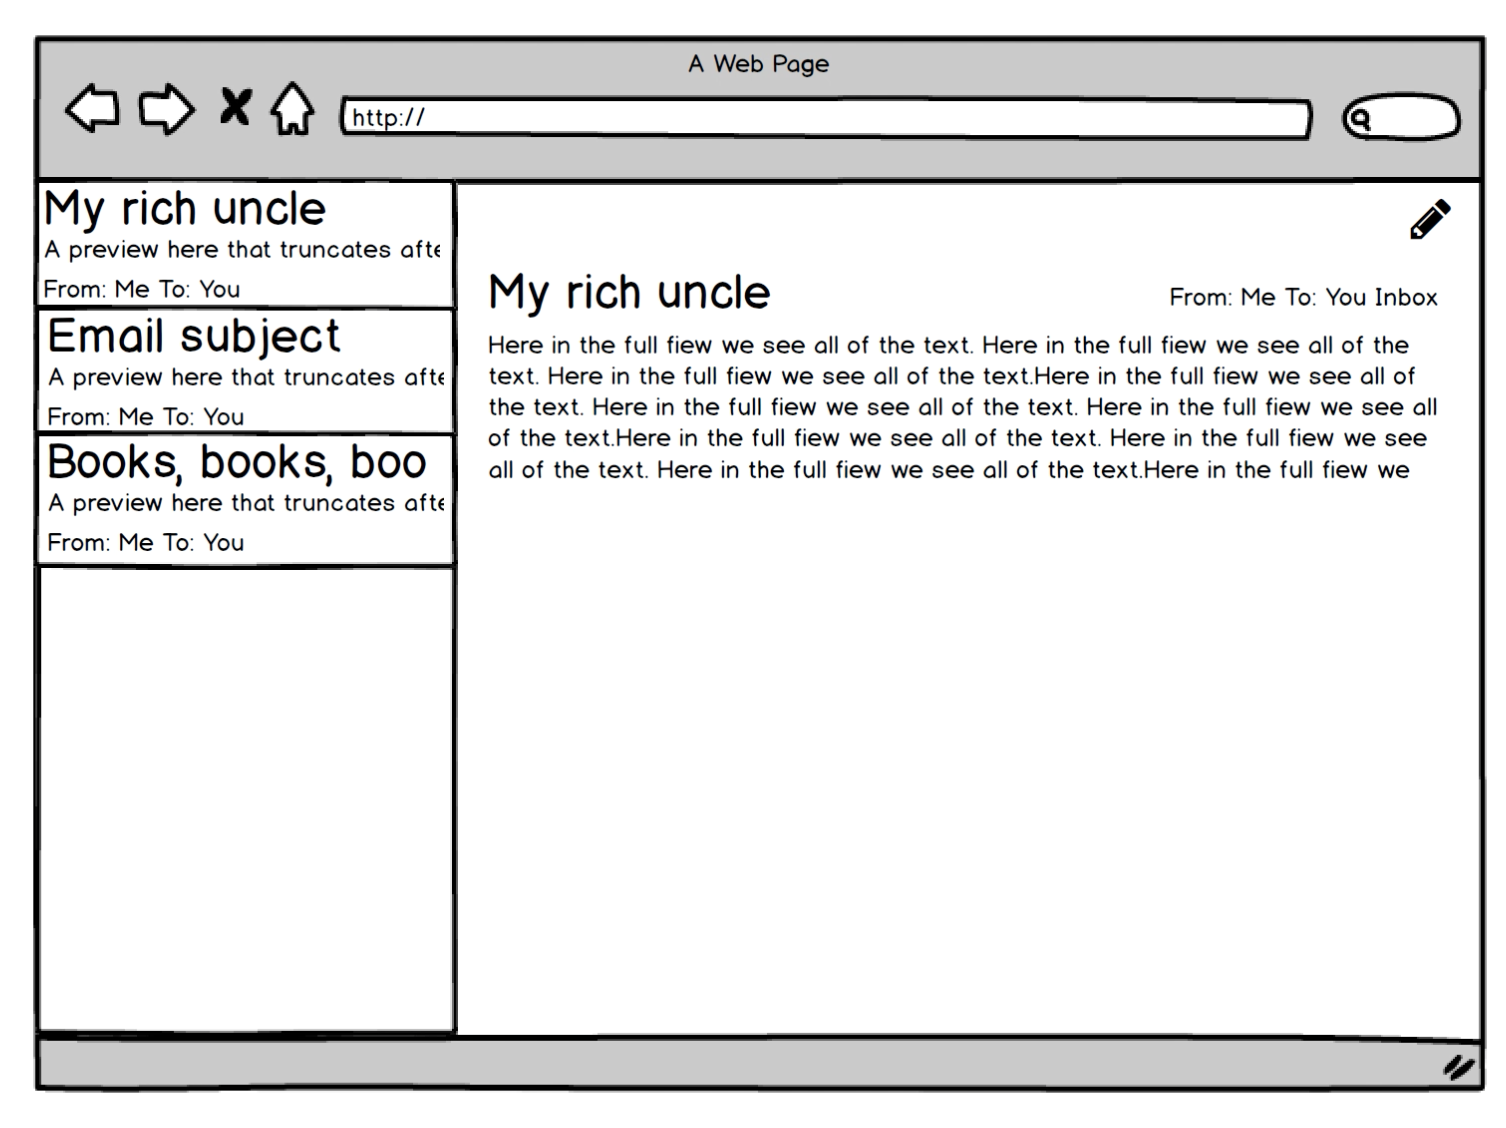 A Web Page
http://
My rich uncle
A preview here that truncates afte
From: Me To: You
Email subject
A preview here that truncates afte
From: Me To: You
Books, books, boo
A preview here that truncates afte
From: Me To: You
My rich uncle
From: Me To: You Inbox
Here in the full fiew we see all of the text. Here in the full fiew we see all of the
text. Here in the full fiew we see all of the text.Here in the full fiew we see all of
the text. Here in the full fiew we see all of the text. Here in the full fiew we see all
of the text.Here in the full fiew we see all of the text. Here in the full fiew we see
all of the text. Here in the full fiew we see all of the text.Here in the full fiew we